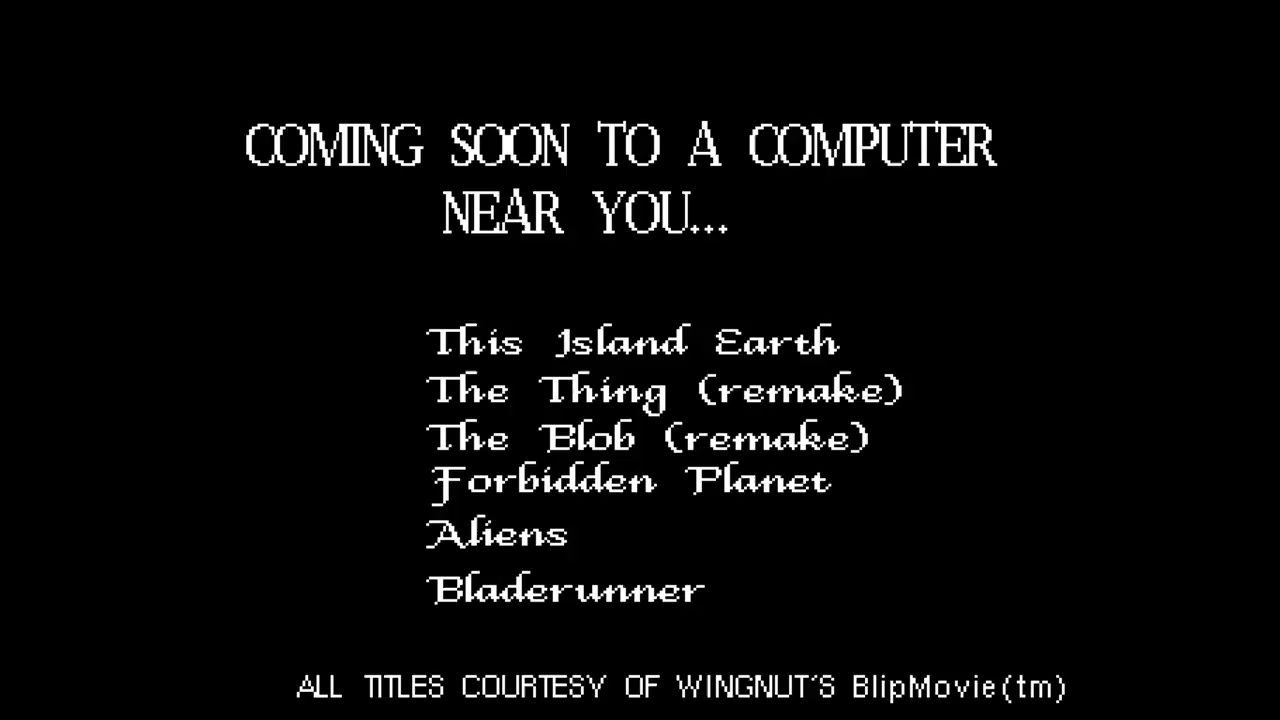 COMING SOON TO A COMPUTER
NEAR YOU...
This Island Earth
The Thing (remake)
The Blob (remake)
Forbidden Planet
Aliens
Bladerunner
ALL TITLES COURTESY OF WINGNUT'S BlipMovie(tm)